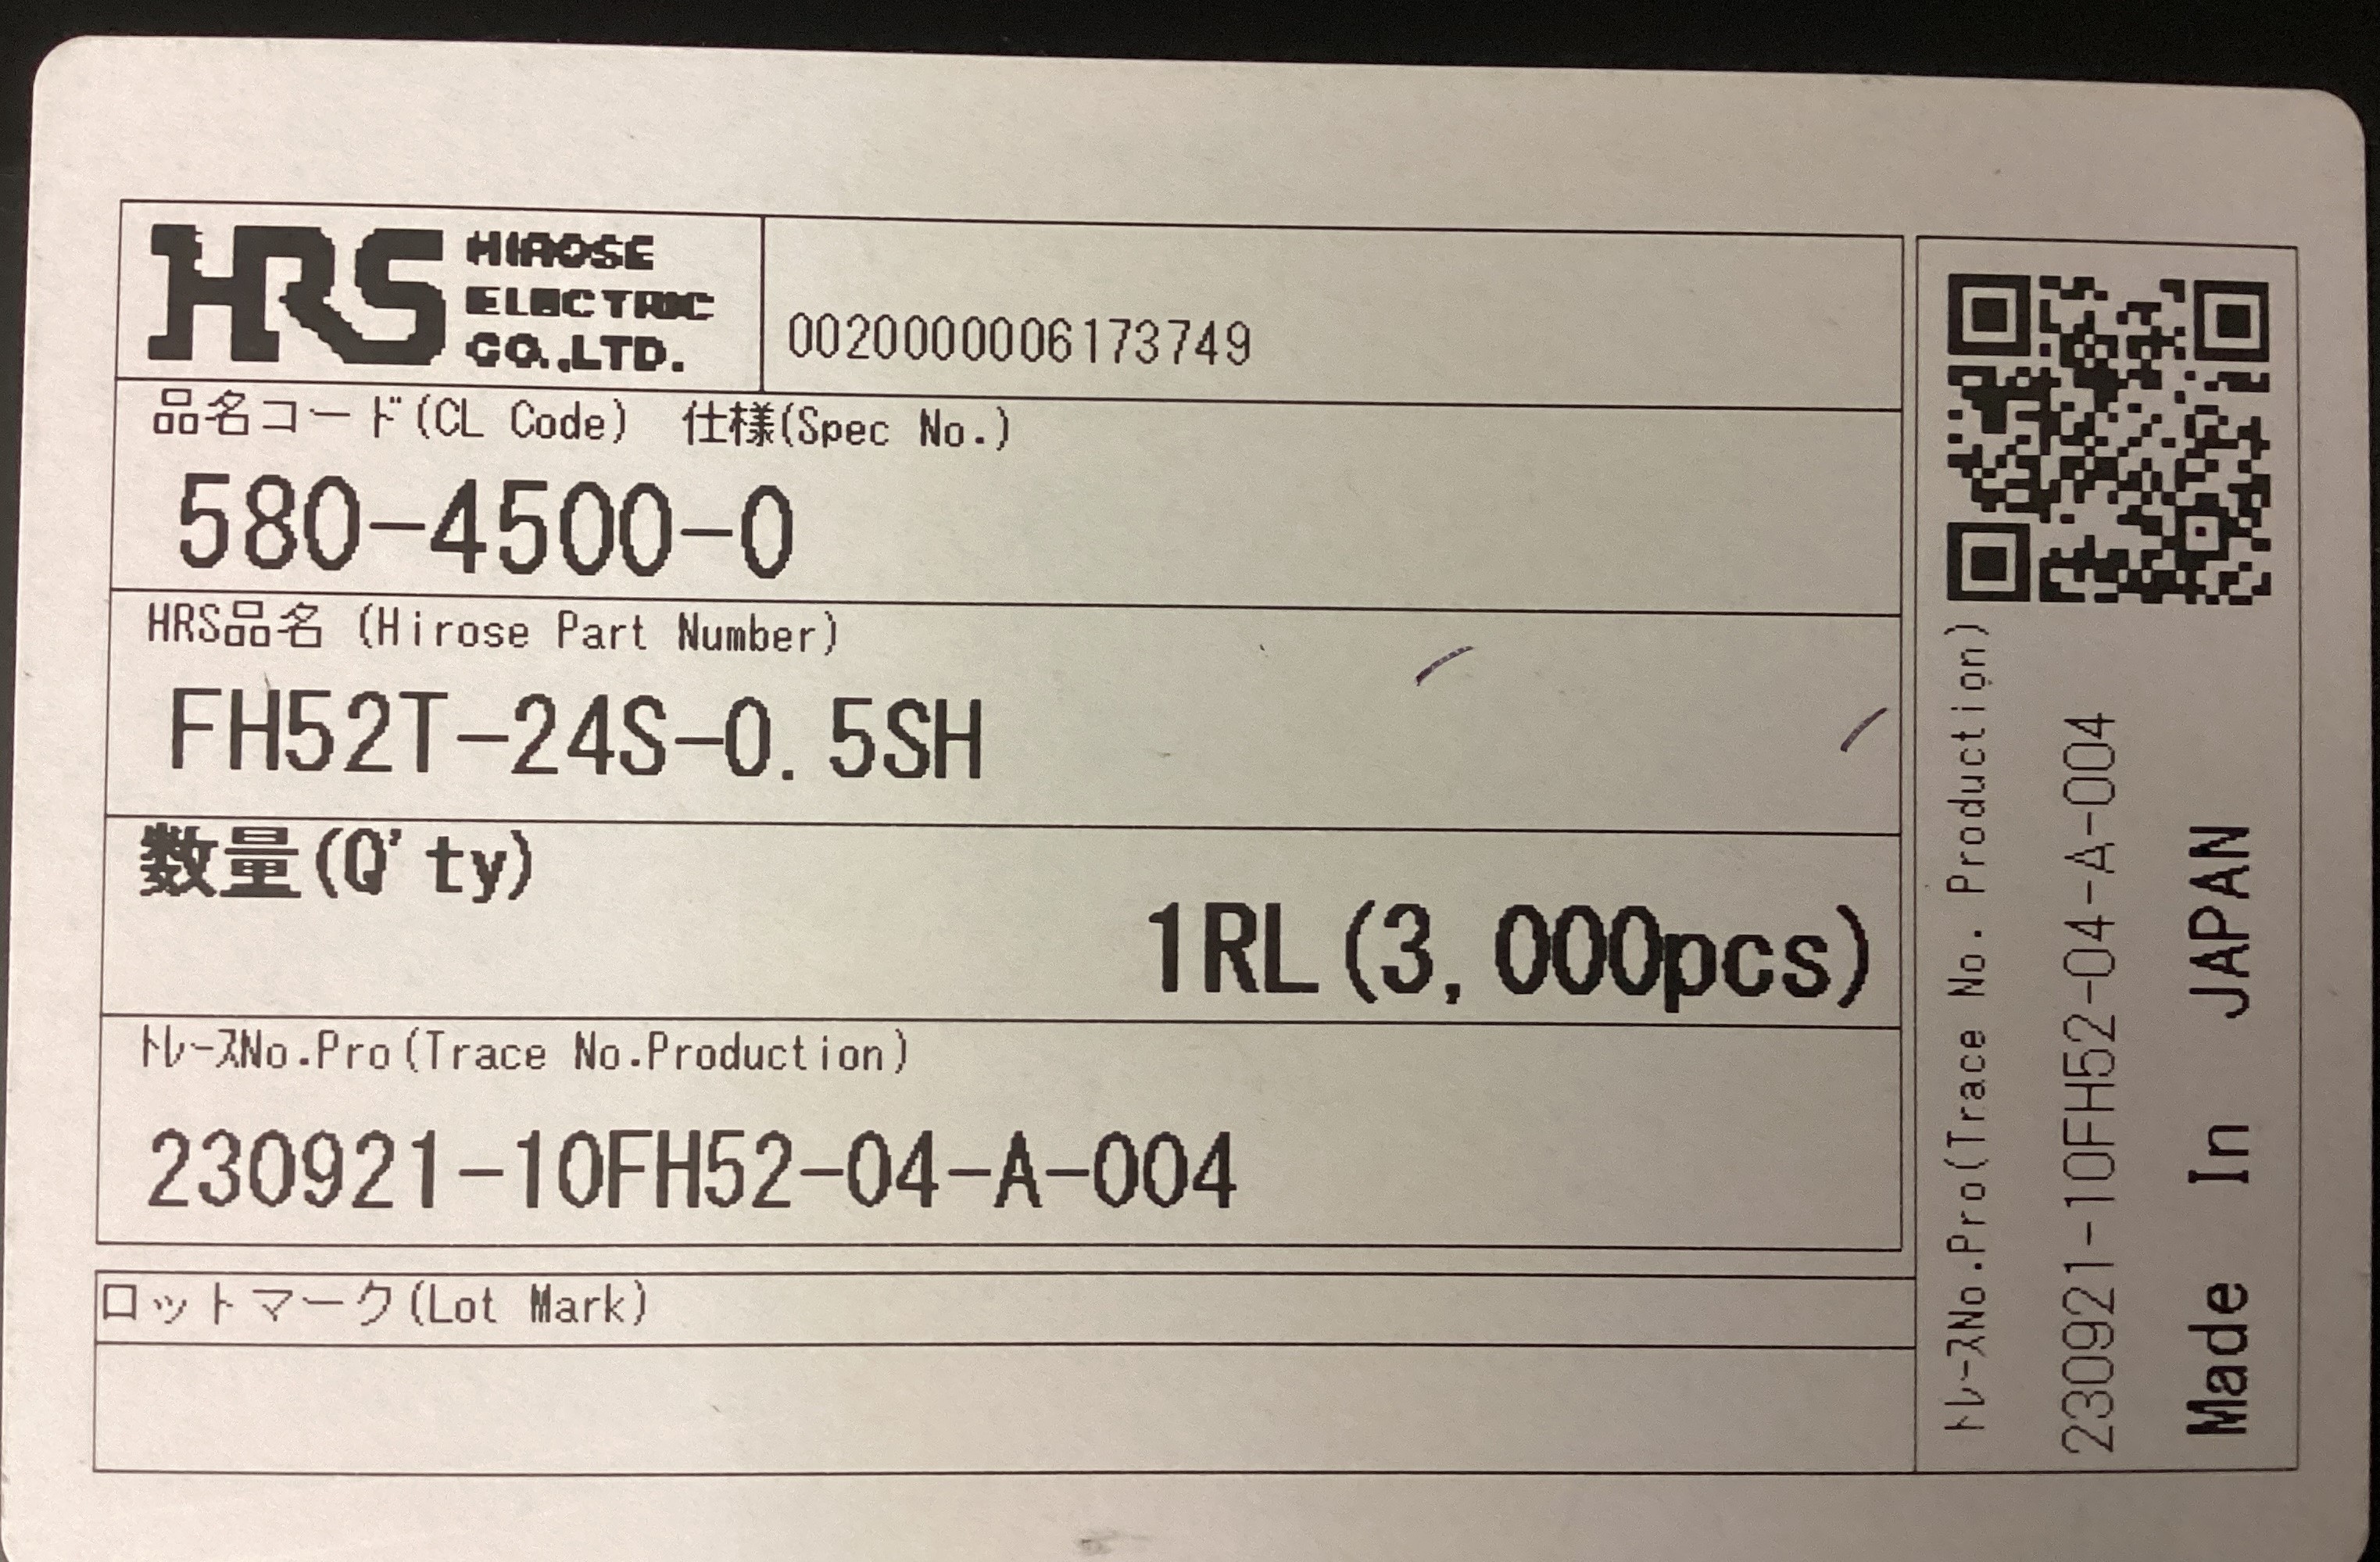 HRS HIROSE
ELECTRIC
CO.,LTD.
0020000006173749
品名コード(CL Code) 仕様(Spec No.)
580-4500-0
HRS品名 (Hirose Part Number)
FH52T-24S-0.5SH
数量(Q'ty)
1RL(3,000pcs)
ﾄﾚｰｽNo.Pro(Trace No.Production)
230921-10FH52-04-A-004
ロットマーク(Lot Mark)
ﾄﾚｰｽNo.Pro(Trace No. Production)
230921-10FH52-04-A-004
Made In JAPAN